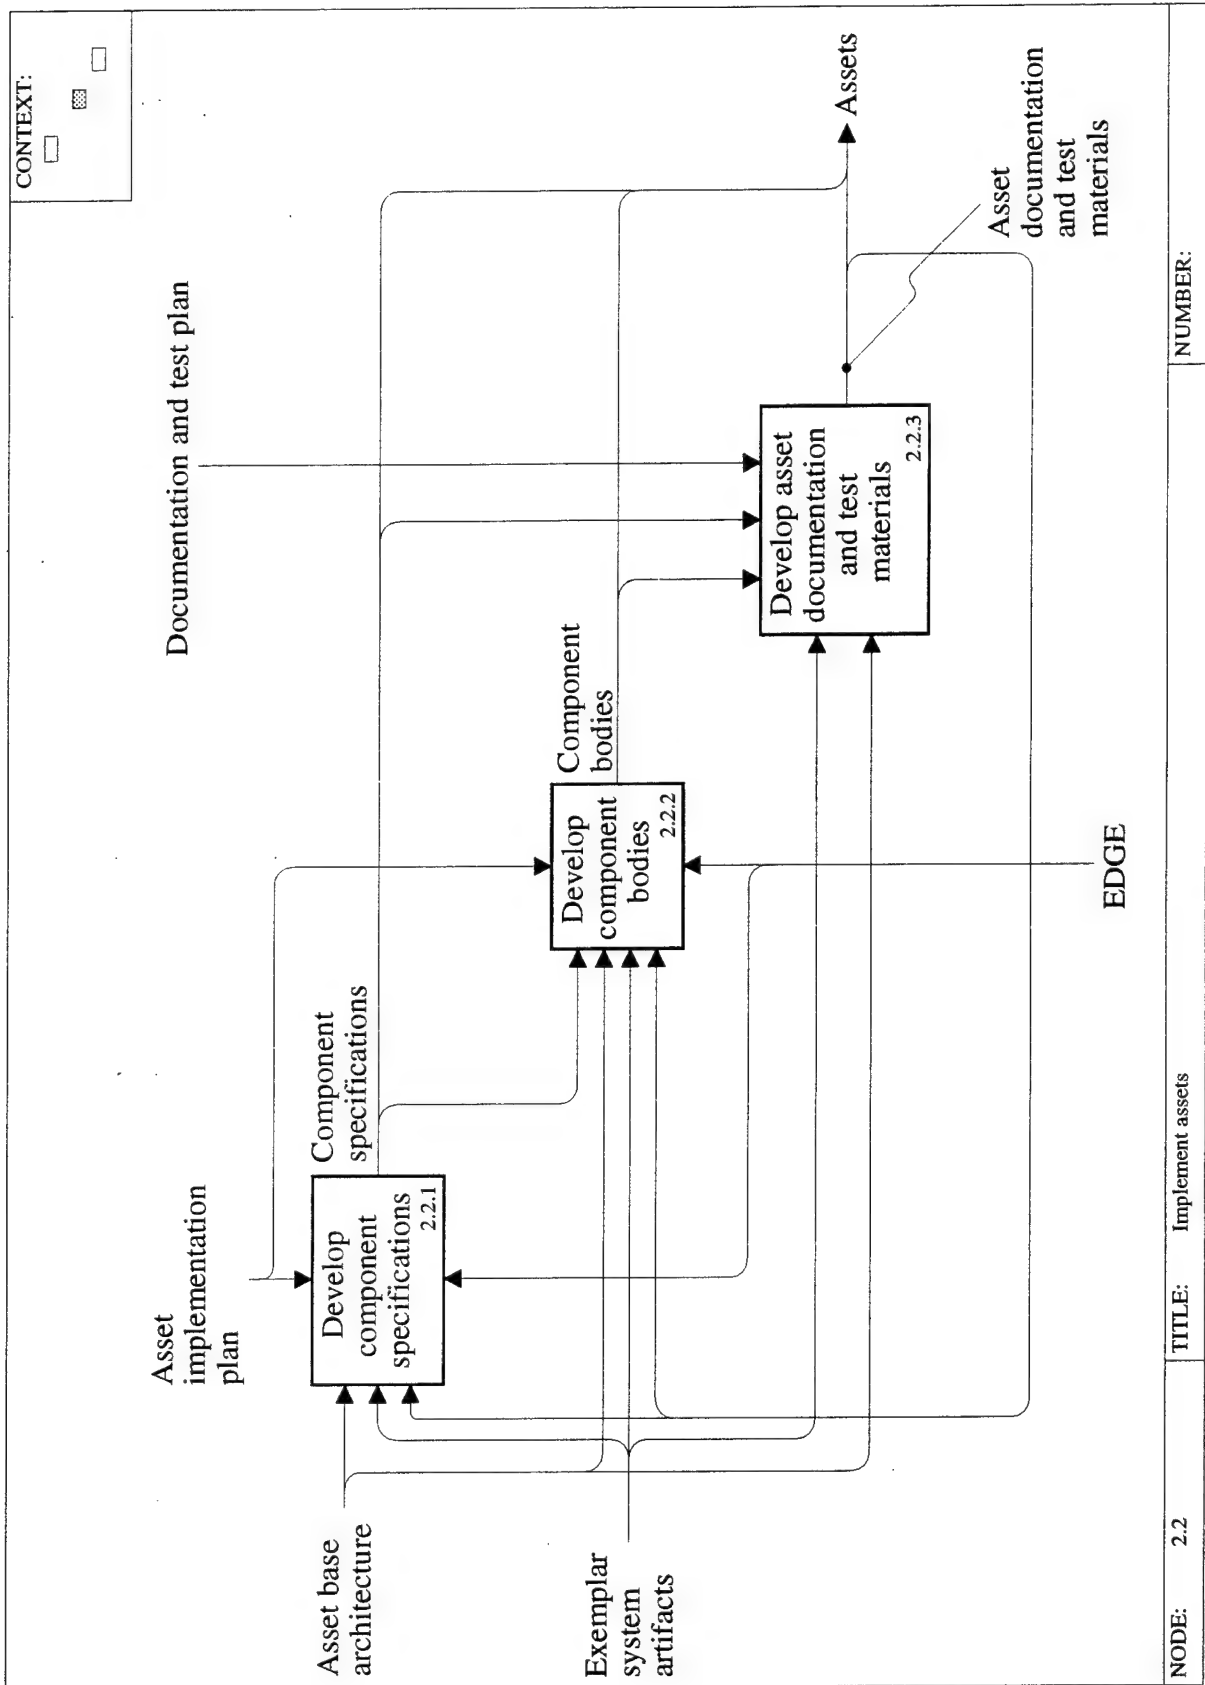 CONTEXT:
Documentation and test plan
Asset
implementation
plan
Component
specifications
Develop
component
specifications
2.2.1
Asset base
architecture
Component
bodies
Develop
component
bodies
2.2.2
Exemplar
system
artifacts
Develop asset
documentation
and test
materials
2.2.3
Assets
Asset
documentation
and test
materials
EDGE
NODE:
2.2
TITLE:
Implement assets
NUMBER: